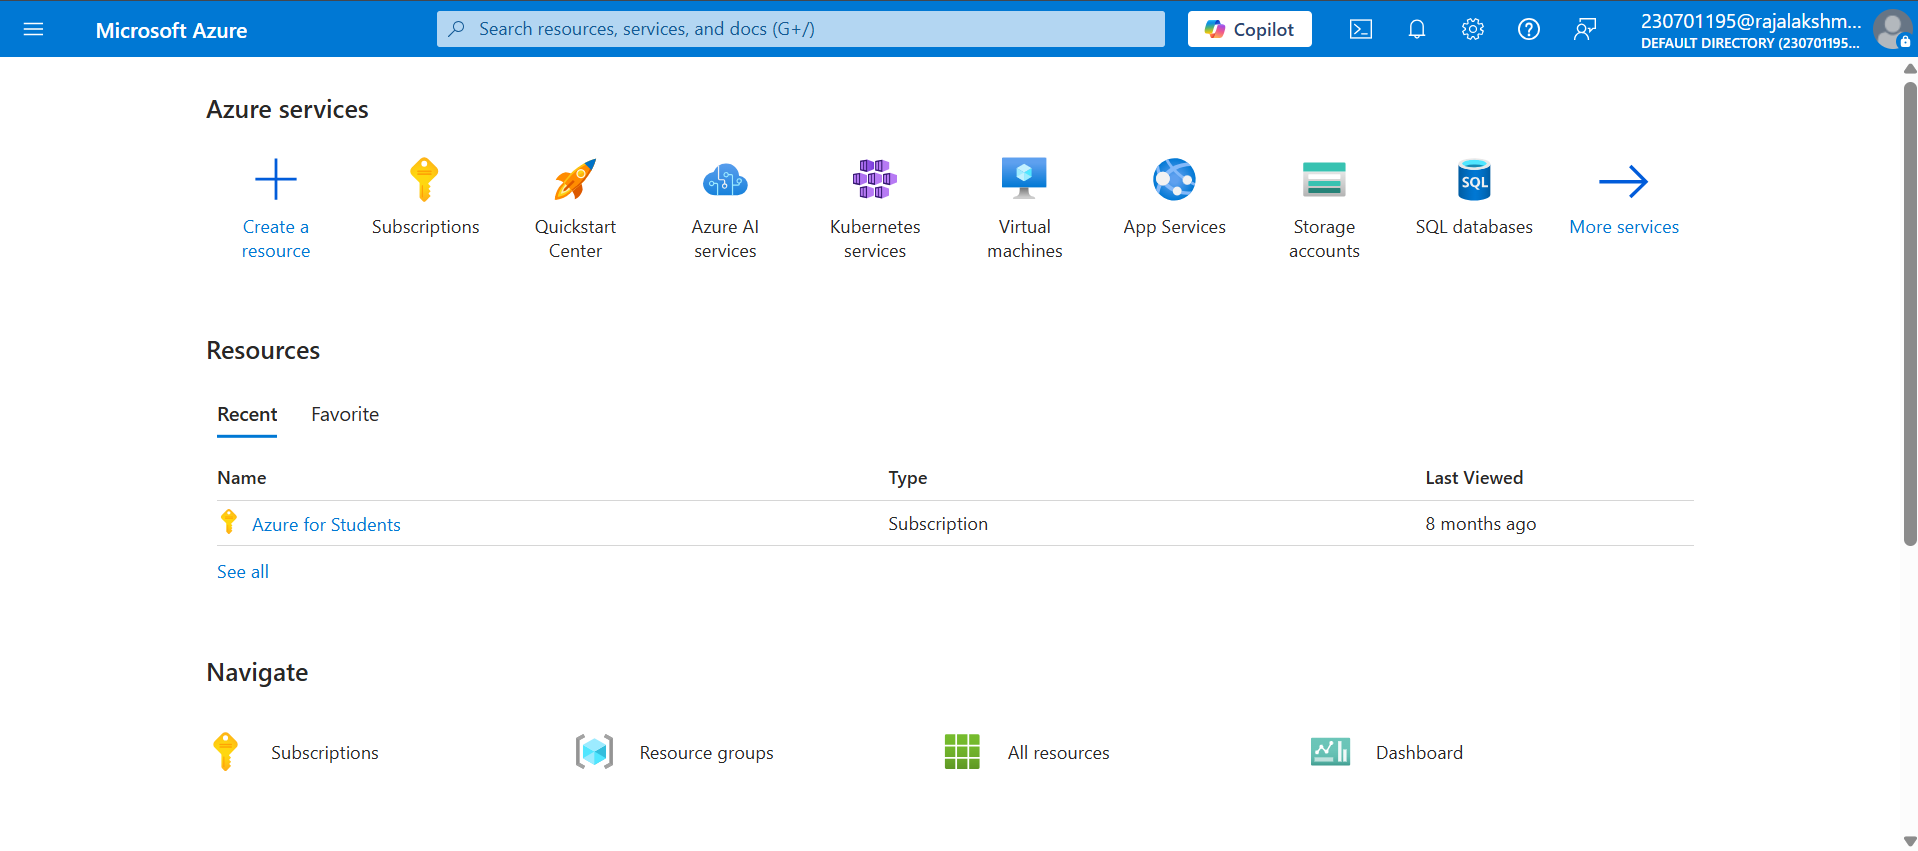 Microsoft Azure
Search resources, services, and docs (G+/)
Copilot
230701195@rajalakshm...
DEFAULT DIRECTORY (230701195...
Azure services
Create a
resource
Subscriptions
Quickstart
Center
Azure AI
services
Kubernetes
services
Virtual
machines
App Services
Storage
accounts
SQL
SQL databases
More services
Resources
Recent Favorite
Name Type Last Viewed
Azure for Students Subscription 8 months ago
See all
Navigate
Subscriptions Resource groups All resources Dashboard